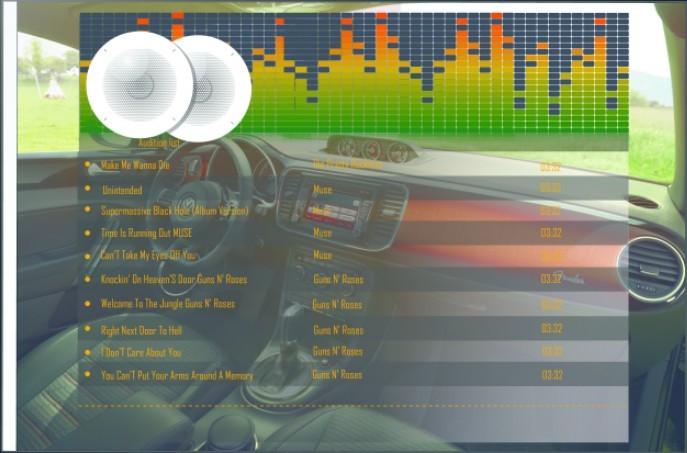 Audition list
Make Me Wanna Die 03:32
Unintended Muse 03:32
Supermassive Black Hole (Album Version) Muse 03:32
Time Is Running Out MUSE Muse 03:32
Can'T Take My Eyes Off You Muse
Knockin' On Heaven'S Door Guns N' Roses Guns N' Roses 03:32
Welcome To The Jungle Guns N' Roses Guns N' Roses 03:32
Right Next Door To Hell Guns N' Roses 03:32
I Don'T Care About You Guns N' Roses 03:32
You Can'T Put Your Arms Around A Memory Guns N' Roses 03:32